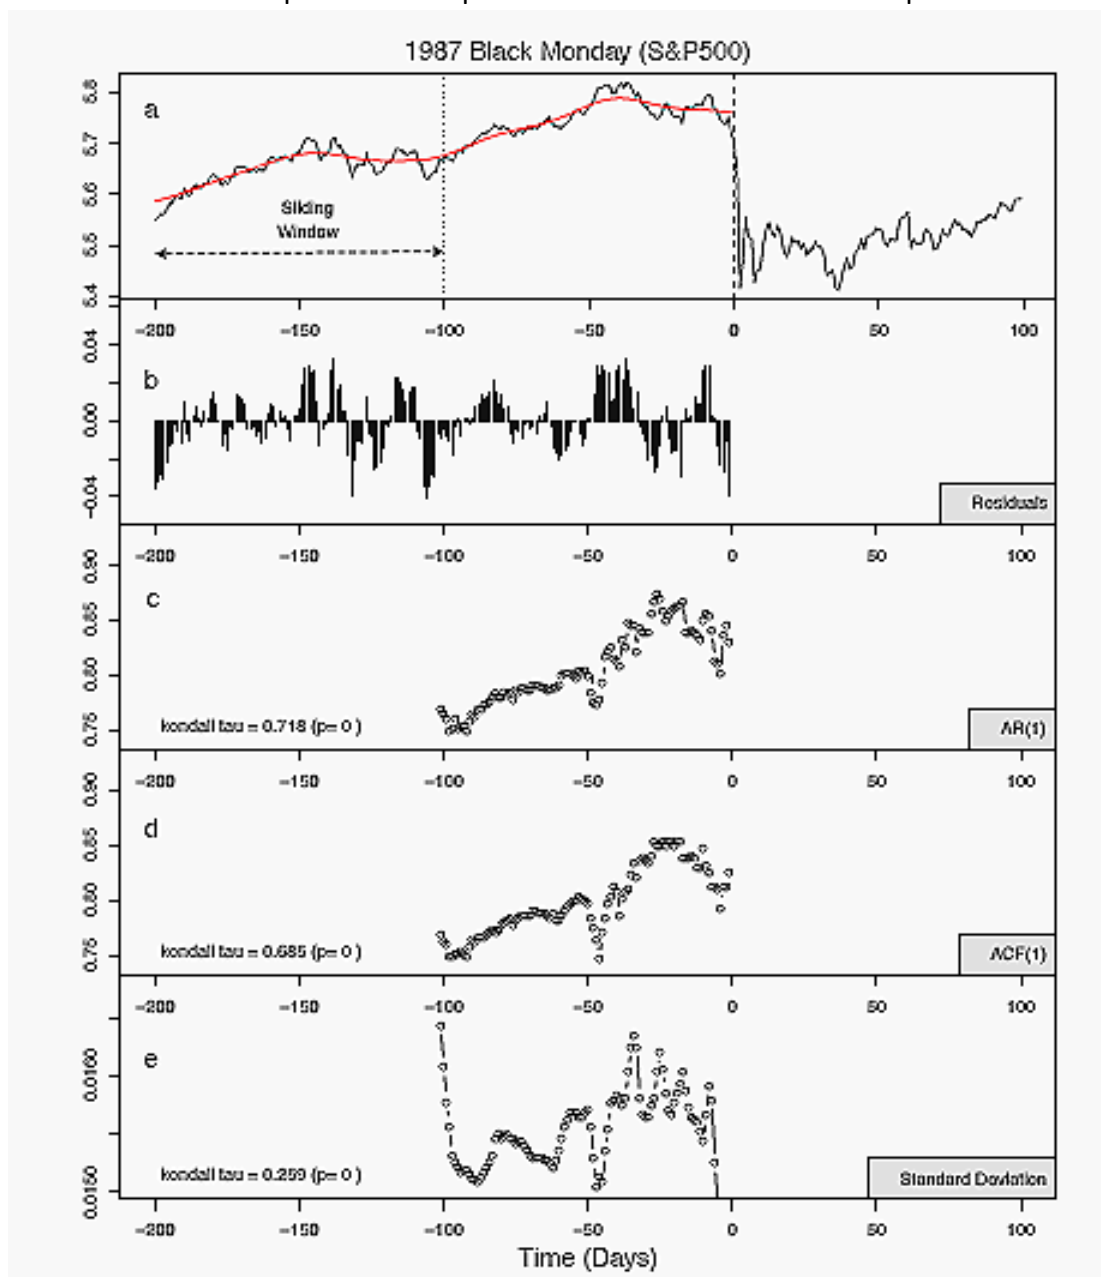 1987 Black Monday (S&P500)
a
Sliding
Window
5.4 5.5 5.6 5.7 5.8
-200 -150 -100 -50 0 50 100
b
-0.04 0.00 0.04
Residuals
-200 -150 -100 -50 0 50 100
c
0.75 0.80 0.85 0.90
kendall tau = 0.718 (p= 0 )
AR(1)
-200 -150 -100 -50 0 50 100
d
0.75 0.80 0.85 0.90
kendall tau = 0.685 (p= 0 )
ACF(1)
-200 -150 -100 -50 0 50 100
e
0.0150 0.0160
kendall tau = 0.259 (p= 0 )
Standard Deviation
-200 -150 -100 -50 0 50 100
Time (Days)